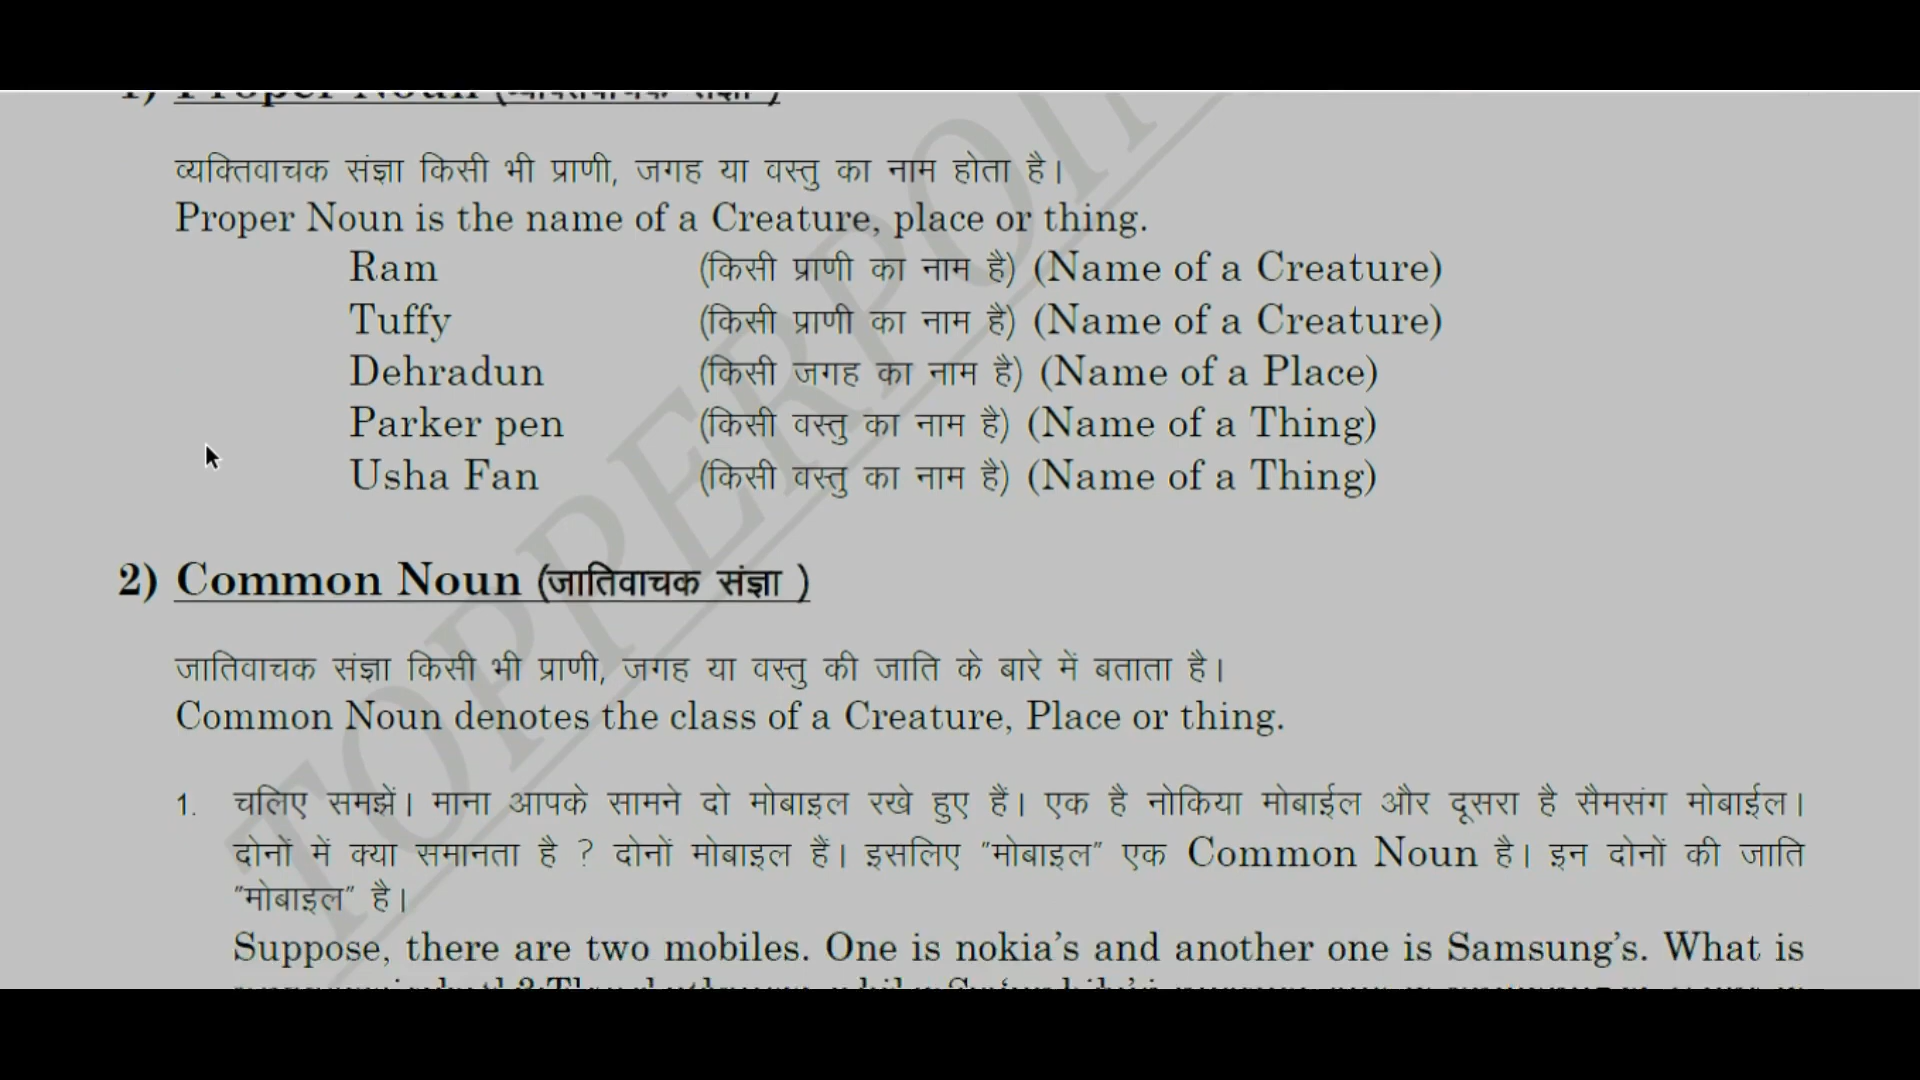 1) Proper Noun (व्यक्तिवाचक संज्ञा )
व्यक्तिवाचक संज्ञा किसी भी प्राणी, जगह या वस्तु का नाम होता है।
Proper Noun is the name of a Creature, place or thing.
Ram (किसी प्राणी का नाम है) (Name of a Creature)
Tuffy (किसी प्राणी का नाम है) (Name of a Creature)
Dehradun (किसी जगह का नाम है) (Name of a Place)
Parker pen (किसी वस्तु का नाम है) (Name of a Thing)
Usha Fan (किसी वस्तु का नाम है) (Name of a Thing)
2) Common Noun (जातिवाचक संज्ञा )
जातिवाचक संज्ञा किसी भी प्राणी, जगह या वस्तु की जाति के बारे में बताता है।
Common Noun denotes the class of a Creature, Place or thing.
1. चलिए समझें। माना आपके सामने दो मोबाइल रखे हुए हैं। एक है नोकिया मोबाईल और दूसरा है सैमसंग मोबाईल।
दोनों में क्या समानता है ? दोनों मोबाइल हैं। इसलिए "मोबाइल" एक Common Noun है। इन दोनों की जाति
"मोबाइल" है।
Suppose, there are two mobiles. One is nokia's and another one is Samsung's. What is